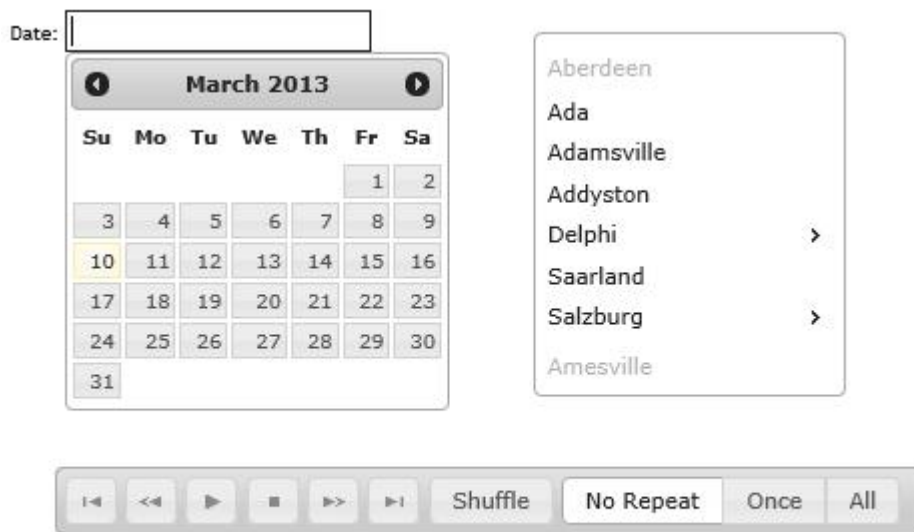 Date:
March 2013
Su Mo Tu We Th Fr Sa
1 2
3 4 5 6 7 8 9
10 11 12 13 14 15 16
17 18 19 20 21 22 23
24 25 26 27 28 29 30
31
Aberdeen
Ada
Adamsville
Addyston
Delphi
Saarland
Salzburg
Amesville
Shuffle No Repeat Once All